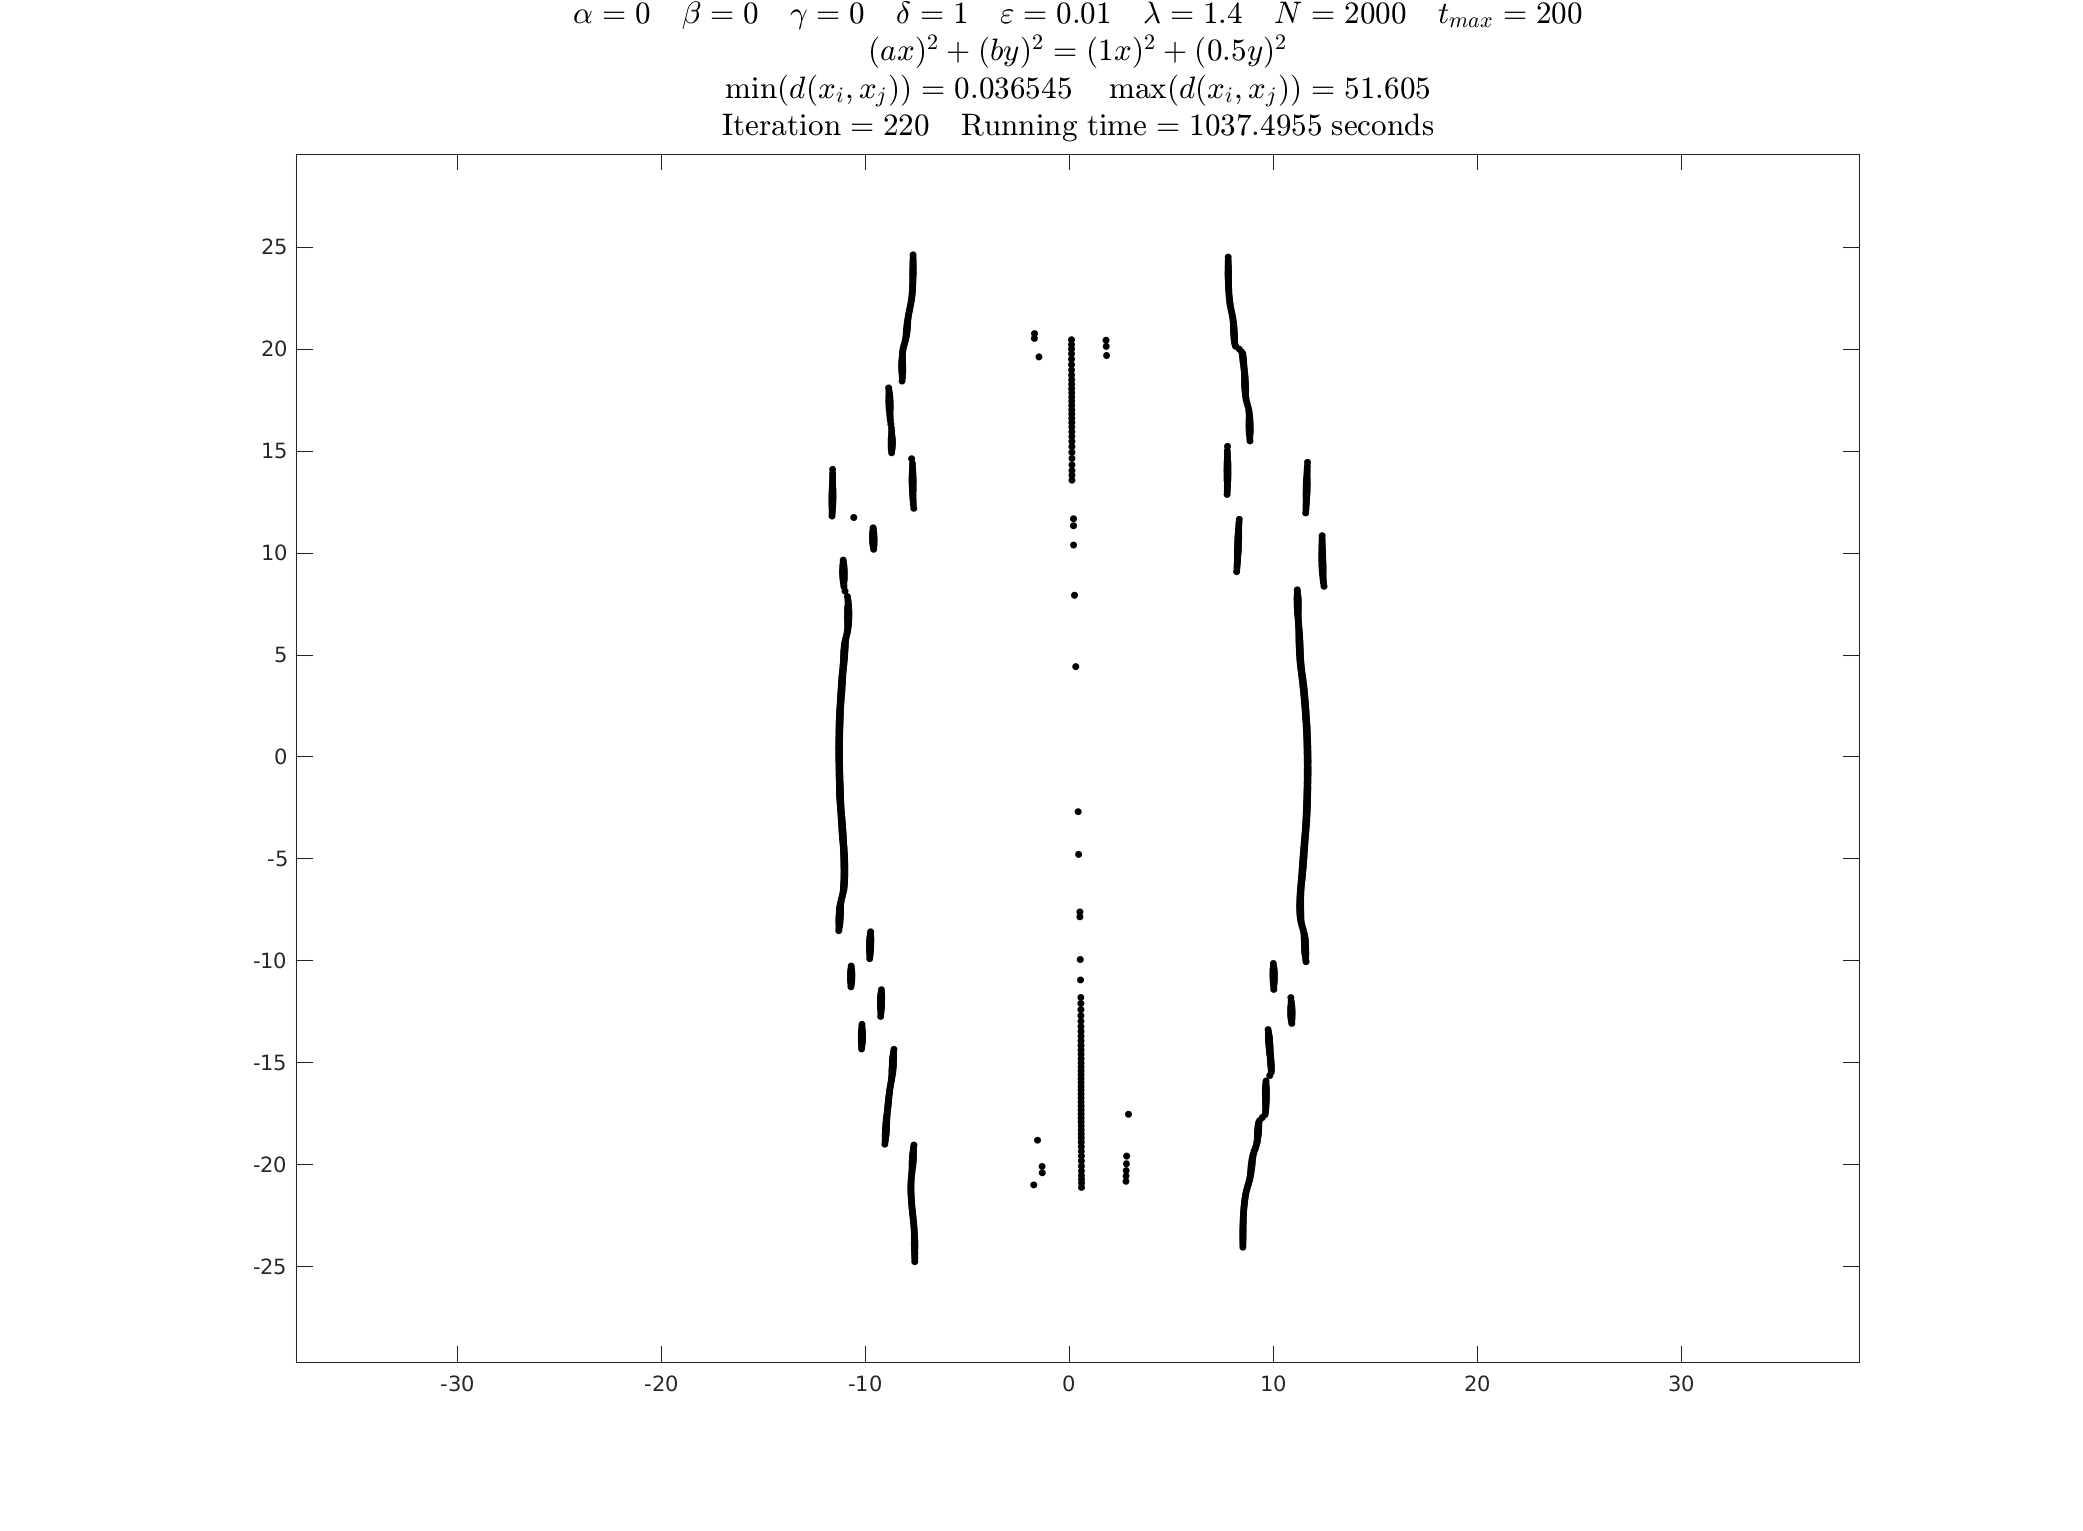 α = 0 β = 0 γ = 0 δ = 1 ε = 0.01 λ = 1.4 N = 2000 t_max = 200
(ax)² + (by)² = (1x)² + (0.5y)²
min(d(x_i, x_j)) = 0.036545 max(d(x_i, x_j)) = 51.605
Iteration = 220 Running time = 1037.4955 seconds
25
20
15
10
5
0
-5
-10
-15
-20
-25
-30 -20 -10 0 10 20 30